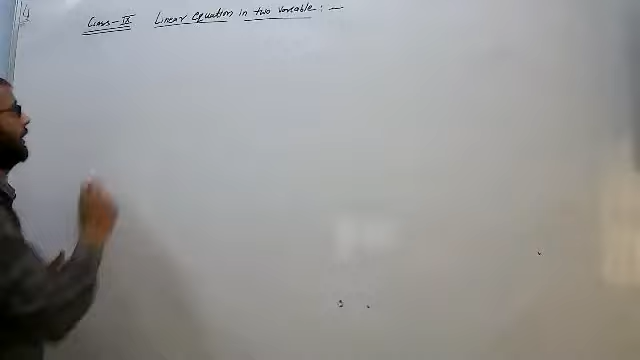 Class-IX Linear equation in two variable : —